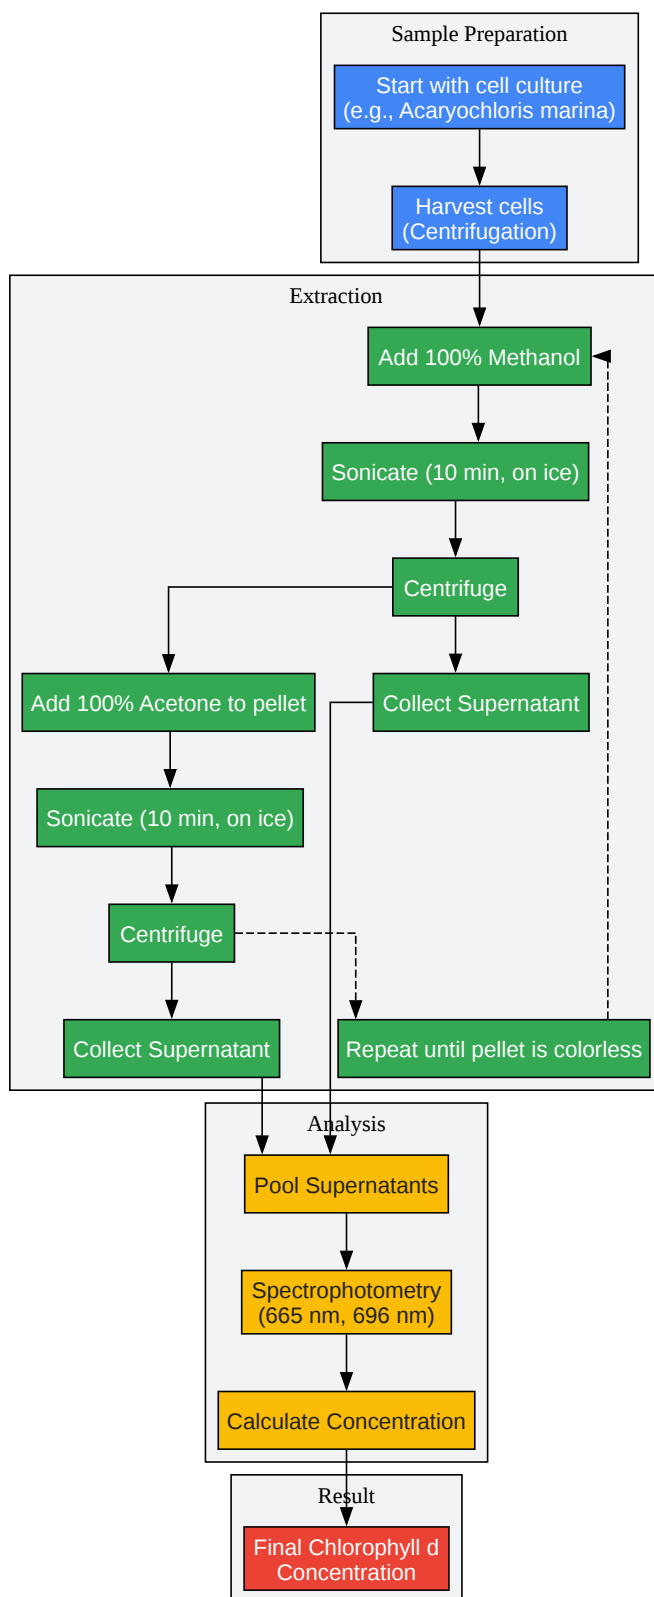 Sample Preparation
Start with cell culture
(e.g., Acaryochloris marina)
Harvest cells
(Centrifugation)
Extraction
Add 100% Methanol
Sonicate (10 min, on ice)
Centrifuge
Add 100% Acetone to pellet
Collect Supernatant
Sonicate (10 min, on ice)
Centrifuge
Collect Supernatant
Repeat until pellet is colorless
Analysis
Pool Supernatants
Spectrophotometry
(665 nm, 696 nm)
Calculate Concentration
Result
Final Chlorophyll d
Concentration